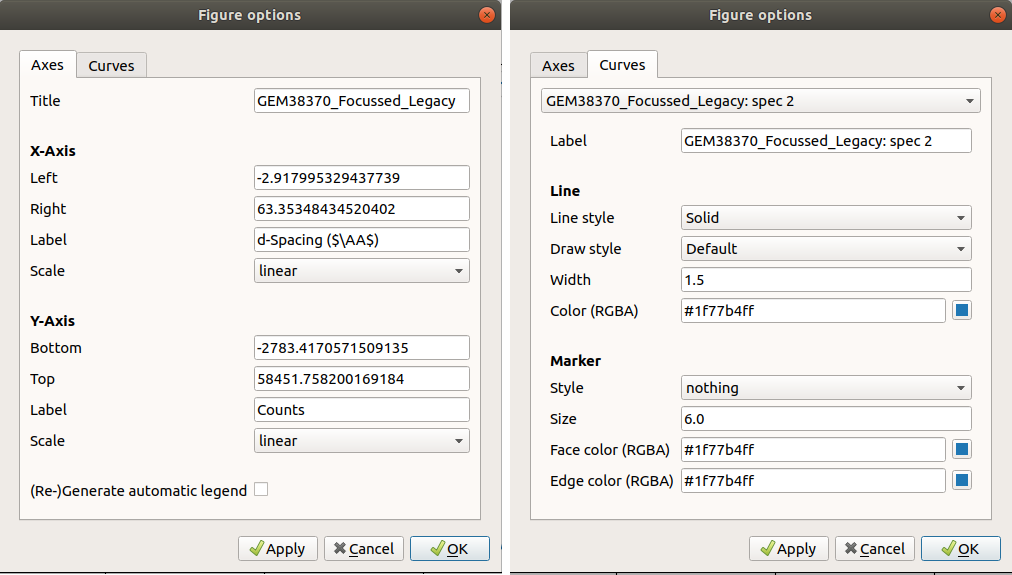 Figure options
Axes Curves
Title GEM38370_Focussed_Legacy
X-Axis
Left -2.917995329437739
Right 63.35348434520402
Label d-Spacing ($\AA$)
Scale linear
Y-Axis
Bottom -2783.4170571509135
Top 58451.758200169184
Label Counts
Scale linear
(Re-)Generate automatic legend
Apply Cancel OK
Figure options
Axes Curves
GEM38370_Focussed_Legacy: spec 2
Label GEM38370_Focussed_Legacy: spec 2
Line
Line style Solid
Draw style Default
Width 1.5
Color (RGBA) #1f77b4ff
Marker
Style nothing
Size 6.0
Face color (RGBA) #1f77b4ff
Edge color (RGBA) #1f77b4ff
Apply Cancel OK